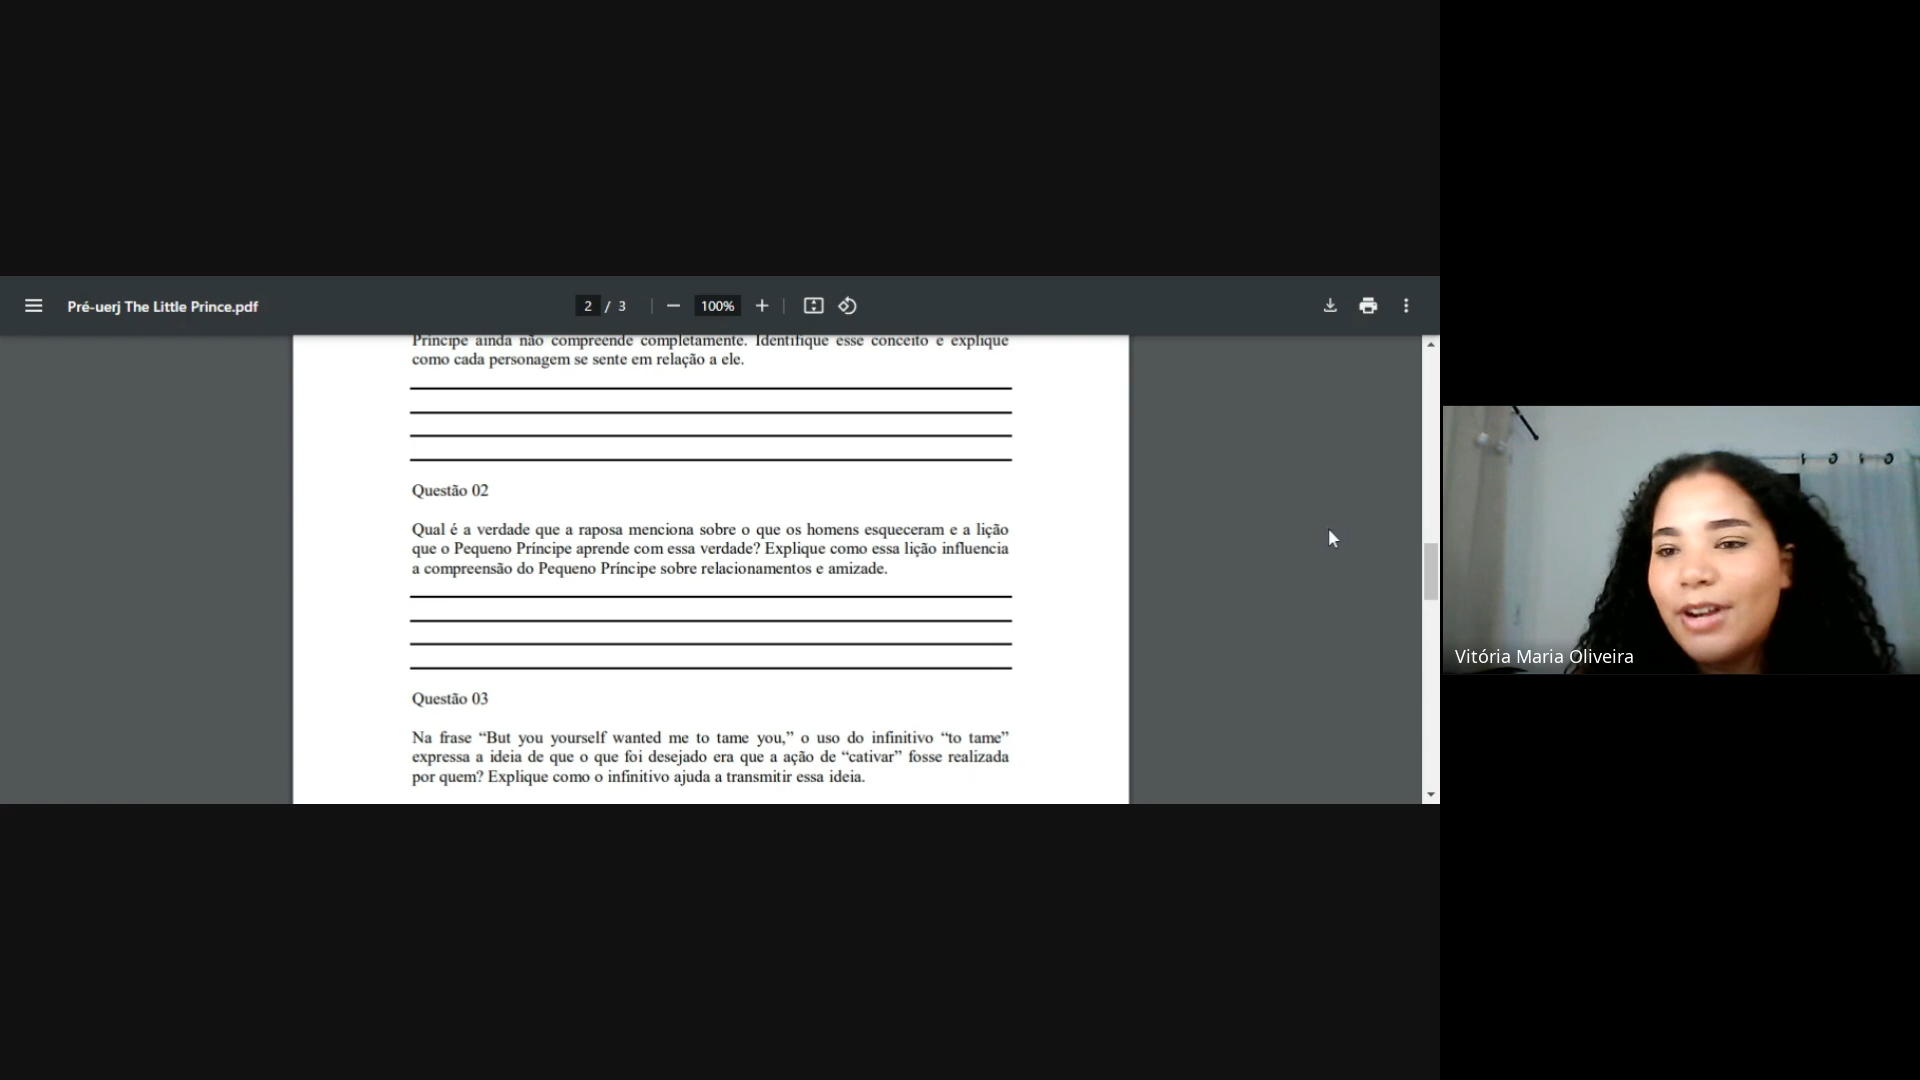 Pré-uerj The Little Prince.pdf
2 / 3
100%
Príncipe ainda não compreende completamente. Identifique esse conceito e explique
como cada personagem se sente em relação a ele.
Questão 02
Qual é a verdade que a raposa menciona sobre o que os homens esqueceram e a lição
que o Pequeno Príncipe aprende com essa verdade? Explique como essa lição influencia
a compreensão do Pequeno Príncipe sobre relacionamentos e amizade.
Questão 03
Na frase “But you yourself wanted me to tame you,” o uso do infinitivo “to tame”
expressa a ideia de que o que foi desejado era que a ação de “cativar” fosse realizada
por quem? Explique como o infinitivo ajuda a transmitir essa ideia.
Vitória Maria Oliveira